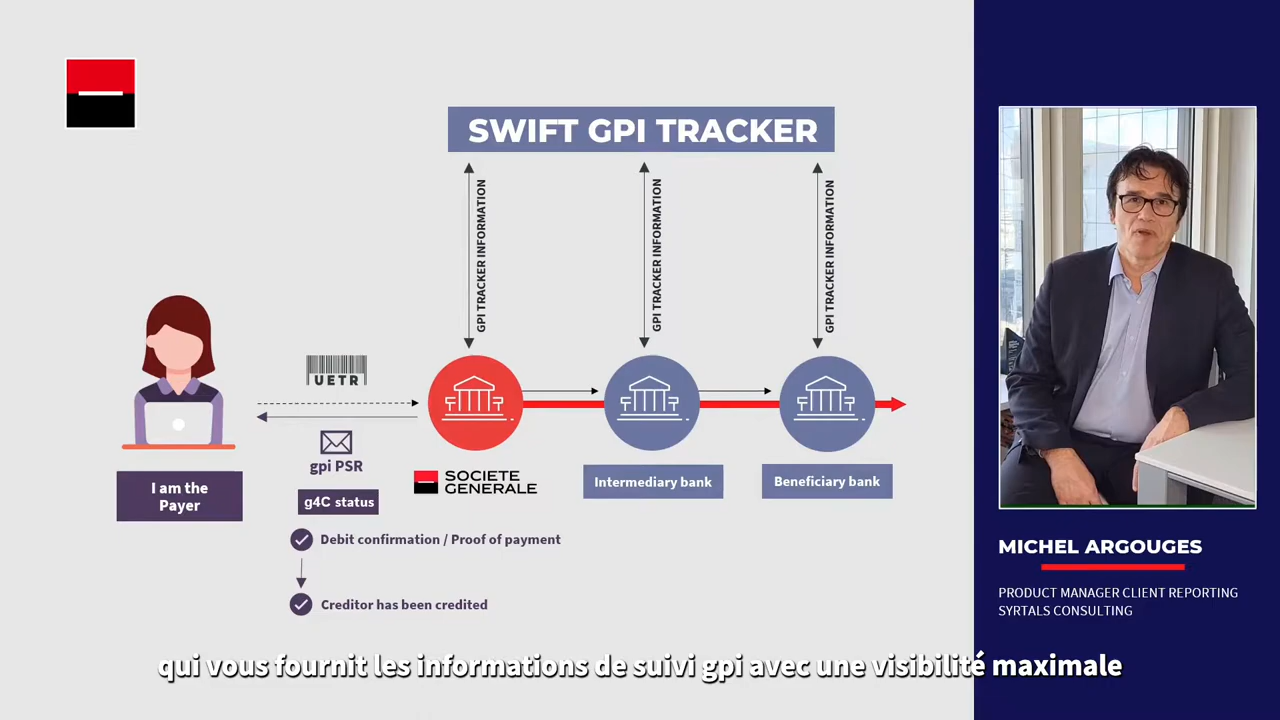 SWIFT GPI TRACKER
GPI TRACKER INFORMATION
GPI TRACKER INFORMATION
GPI TRACKER INFORMATION
UETR
gpi PSR
g4C status
I am the
Payer
SOCIETE
GENERALE
Intermediary bank
Beneficiary bank
Debit confirmation / Proof of payment
Creditor has been credited
MICHEL ARGOUGES
PRODUCT MANAGER CLIENT REPORTING
SYRTALS CONSULTING
qui vous fournit les informations de suivi gpi avec une visibilité maximale